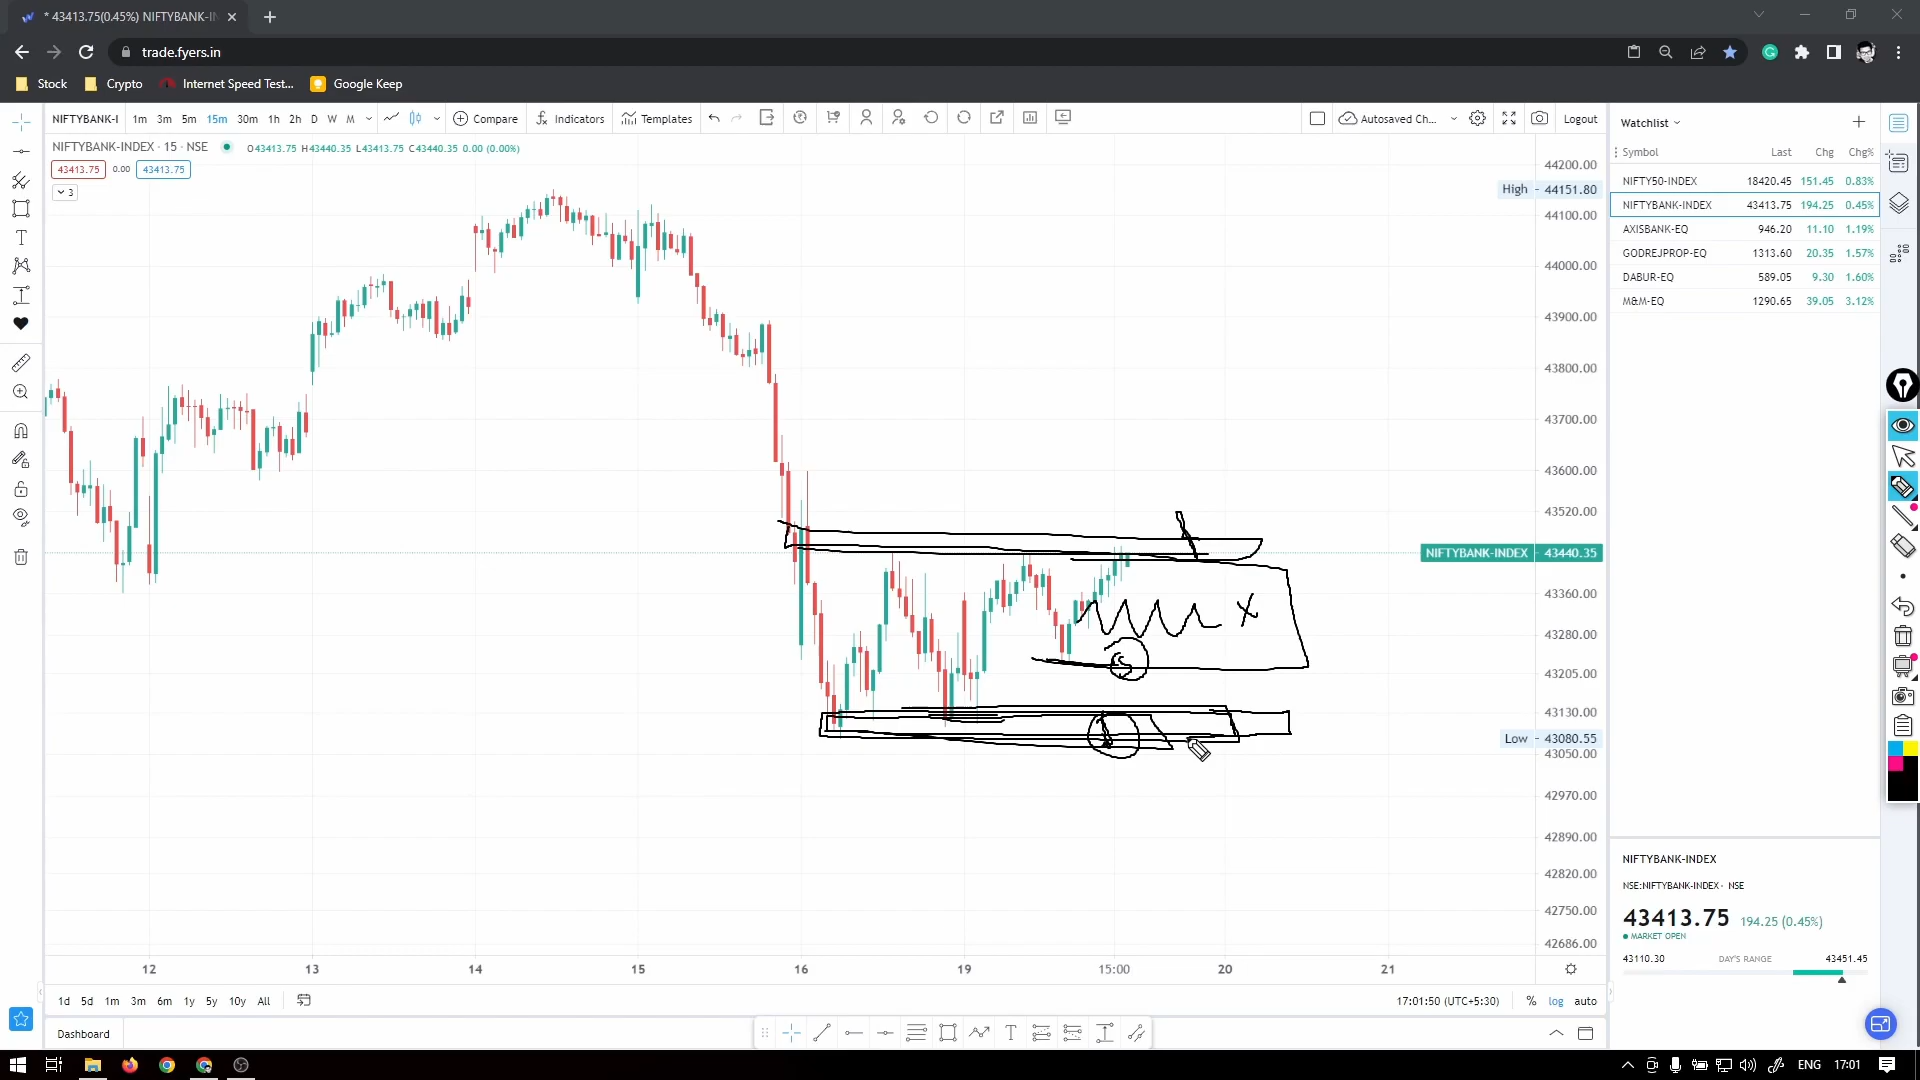 * 43413.75(0.45%) NIFTYBANK-IN
trade.fyers.in
Stock Crypto Internet Speed Test... Google Keep
NIFTYBANK-I 1m 3m 5m 15m 30m 1h 2h D W M Compare Indicators Templates Autosaved Ch... Logout
NIFTYBANK-INDEX · 15 · NSE O43413.75 H43440.35 L43413.75 C43440.35 0.00 (0.00%)
43413.75 0.00 43413.75
3
44200.00
High 44151.80
44100.00
44000.00
43900.00
43800.00
43700.00
43600.00
43520.00
NIFTYBANK-INDEX 43440.35
43360.00
43280.00
43205.00
43130.00
Low 43080.55
43050.00
42970.00
42890.00
42820.00
42750.00
42686.00
12 13 14 15 16 19 15:00 20 21
1d 5d 1m 3m 6m 1y 5y 10y All 17:01:50 (UTC+5:30) % log auto
Dashboard
Watchlist
Symbol Last Chg Chg%
NIFTY50-INDEX 18420.45 151.45 0.83%
NIFTYBANK-INDEX 43413.75 194.25 0.45%
AXISBANK-EQ 946.20 11.10 1.19%
GODREJPROP-EQ 1313.60 20.35 1.57%
DABUR-EQ 589.05 9.30 1.60%
M&M-EQ 1290.65 39.05 3.12%
NIFTYBANK-INDEX
NSE:NIFTYBANK-INDEX · NSE
43413.75 194.25 (0.45%)
MARKET OPEN
43110.30 DAY'S RANGE 43451.45
ENG 17:01